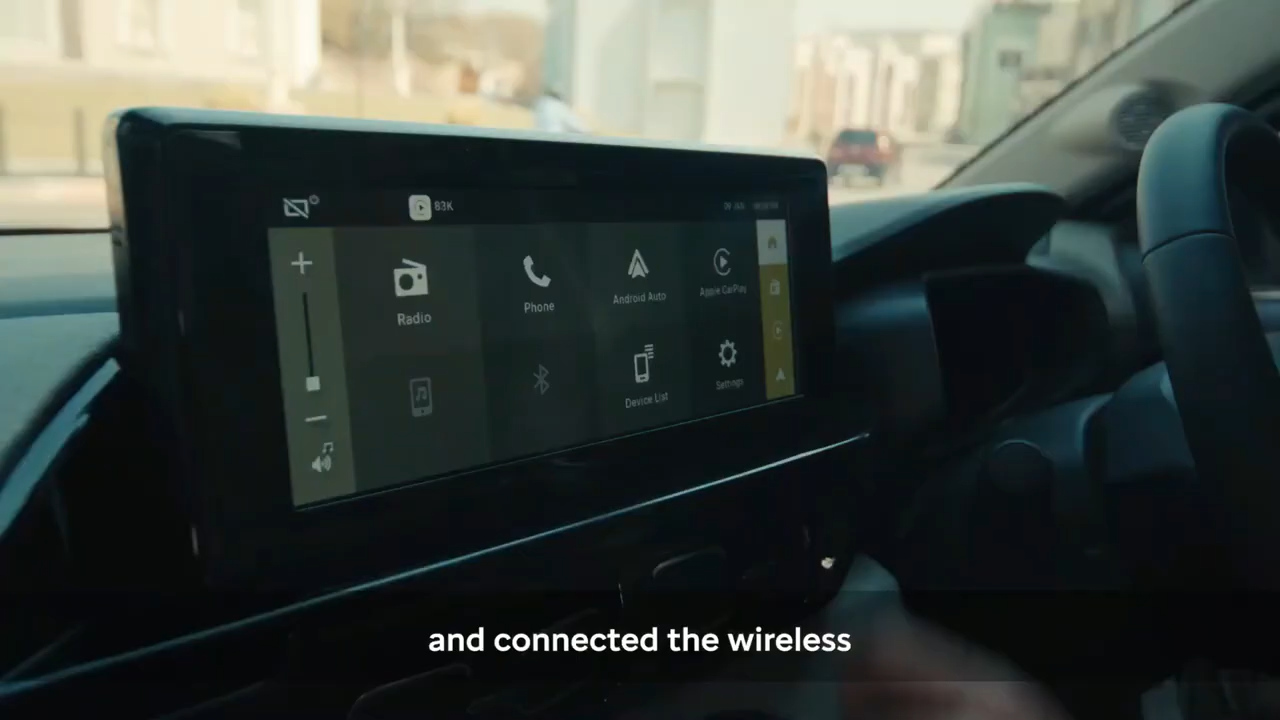 83K
Radio
Phone
Android Auto
Apple CarPlay
Device List
Settings
and connected the wireless